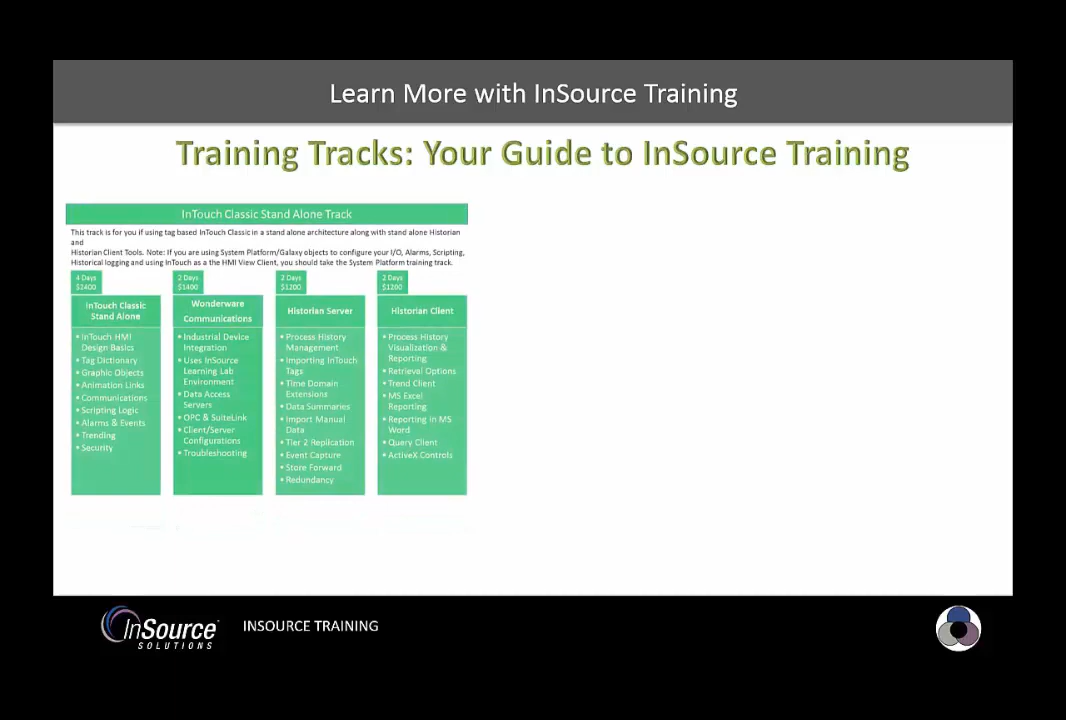 Learn More with InSource Training
Training Tracks: Your Guide to InSource Training
InTouch Classic Stand Alone Track
This track is for you if using tag based InTouch Classic in a stand alone architecture along with stand alone Historian
and
Historian Client Tools. Note: If you are using System Platform/Galaxy objects to configure your I/O, Alarms, Scripting,
Historical logging and using InTouch as a the HMI View Client, you should take the System Platform training track.
4 Days
$2400
InTouch Classic
Stand Alone
• InTouch HMI
Design Basics
• Tag Dictionary
• Graphic Objects
• Animation Links
• Communications
• Scripting Logic
• Alarms & Events
• Trending
• Security
2 Days
$1400
Wonderware
Communications
• Industrial Device
Integration
• Uses InSource
Learning Lab
Environment
• Data Access
Servers
• OPC & SuiteLink
• Client/Server
Configurations
• Troubleshooting
2 Days
$1200
Historian Server
• Process History
Management
• Importing InTouch
Tags
• Time Domain
Extensions
• Data Summaries
• Import Manual
Data
• Tier 2 Replication
• Event Capture
• Store Forward
• Redundancy
2 Days
$1200
Historian Client
• Process History
Visualization &
Reporting
• Retrieval Options
• Trend Client
• MS Excel
Reporting
• Reporting in MS
Word
• Query Client
• ActiveX Controls
InSource
SOLUTIONS
INSOURCE TRAINING